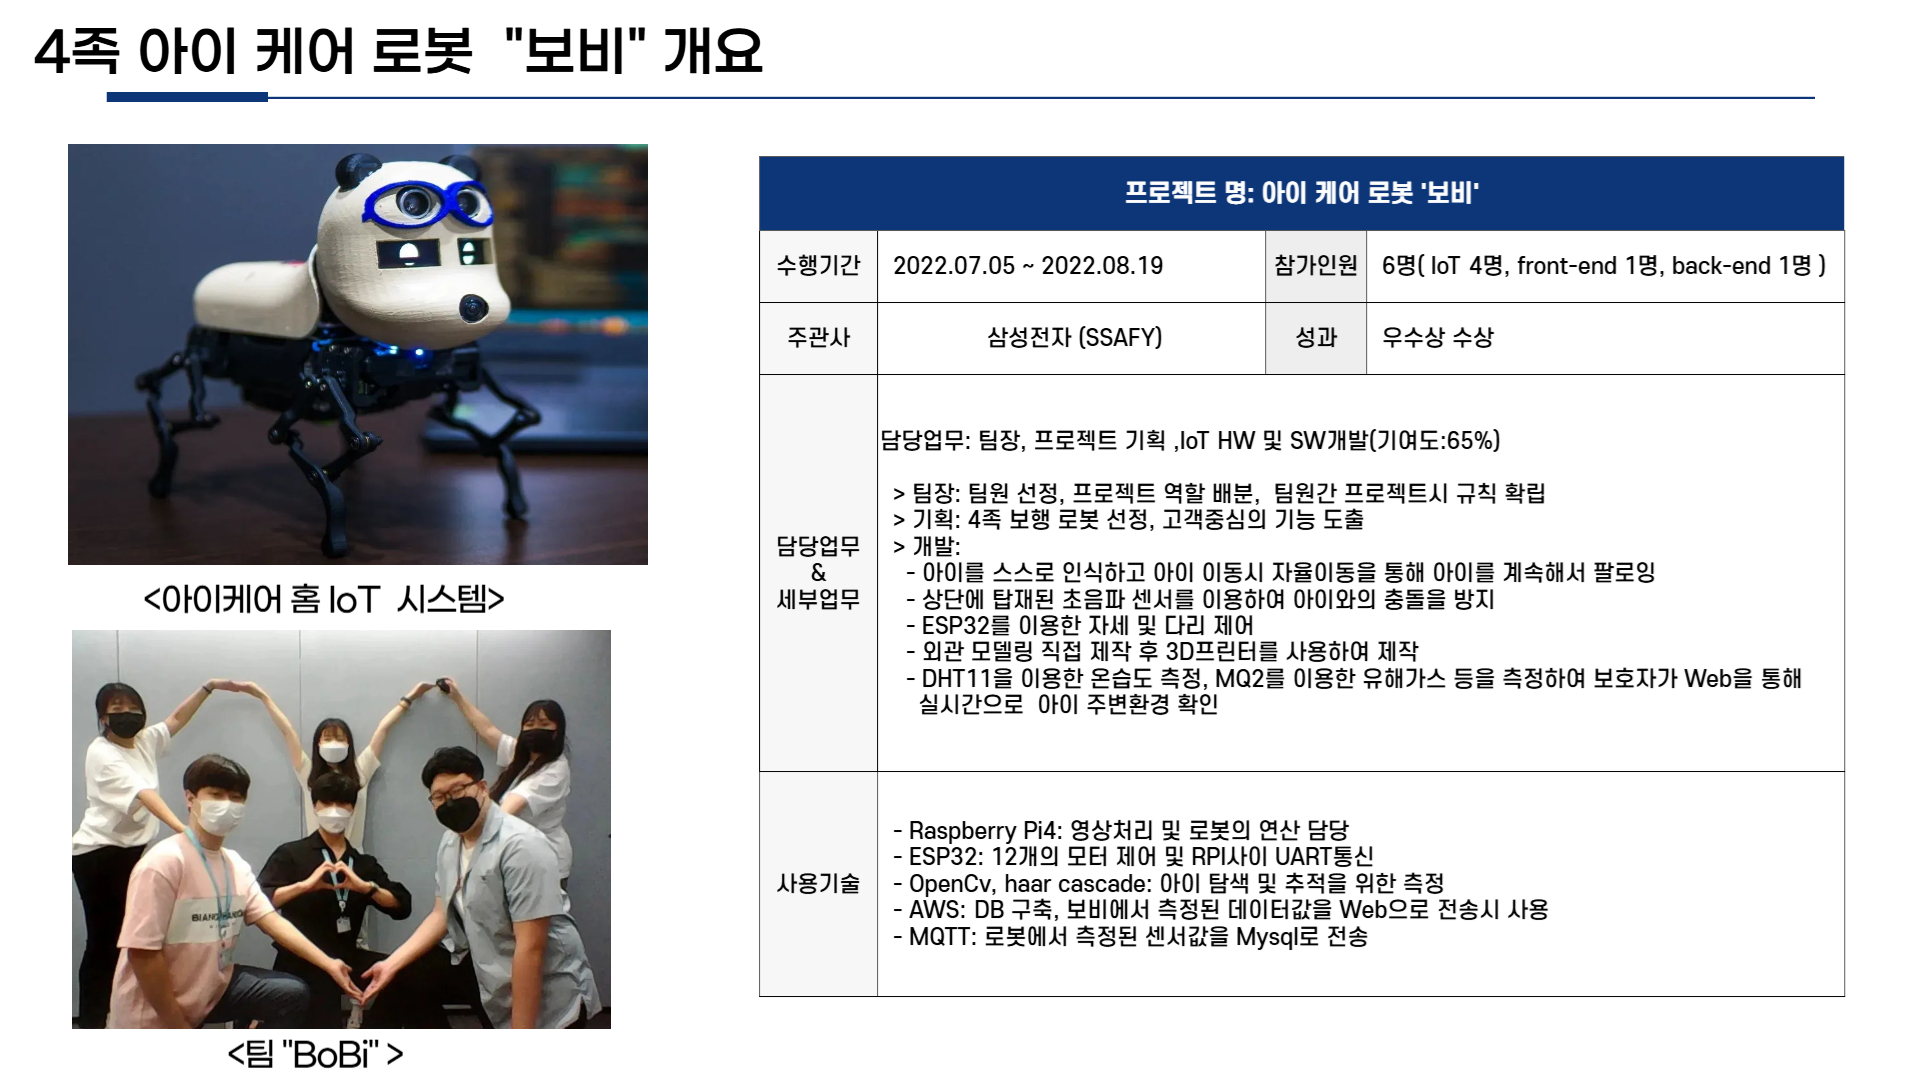 4족 아이 케어 로봇  "보비" 개요
<아이케어 홈 IoT  시스템>
<팀 "BoBi" >
프로젝트 명: 아이 케어 로봇 '보비'
수행기간 2022.07.05 ~ 2022.08.19 참가인원 6명( IoT 4명, front-end 1명, back-end 1명 )
주관사 삼성전자 (SSAFY) 성과 우수상 수상
담당업무
&
세부업무
담당업무: 팀장, 프로젝트 기획 ,IoT HW 및 SW개발(기여도:65%)
> 팀장: 팀원 선정, 프로젝트 역할 배분,  팀원간 프로젝트시 규칙 확립
> 기획: 4족 보행 로봇 선정, 고객중심의 기능 도출
> 개발:
- 아이를 스스로 인식하고 아이 이동시 자율이동을 통해 아이를 계속해서 팔로잉
- 상단에 탑재된 초음파 센서를 이용하여 아이와의 충돌을 방지
- ESP32를 이용한 자세 및 다리 제어
- 외관 모델링 직접 제작 후 3D프린터를 사용하여 제작
- DHT11을 이용한 온습도 측정, MQ2를 이용한 유해가스 등을 측정하여 보호자가 Web을 통해
실시간으로  아이 주변환경 확인
사용기술
- Raspberry Pi4: 영상처리 및 로봇의 연산 담당
- ESP32: 12개의 모터 제어 및 RPI사이 UART통신
- OpenCv, haar cascade: 아이 탐색 및 추적을 위한 측정
- AWS: DB 구축, 보비에서 측정된 데이터값을 Web으로 전송시 사용
- MQTT: 로봇에서 측정된 센서값을 Mysql로 전송